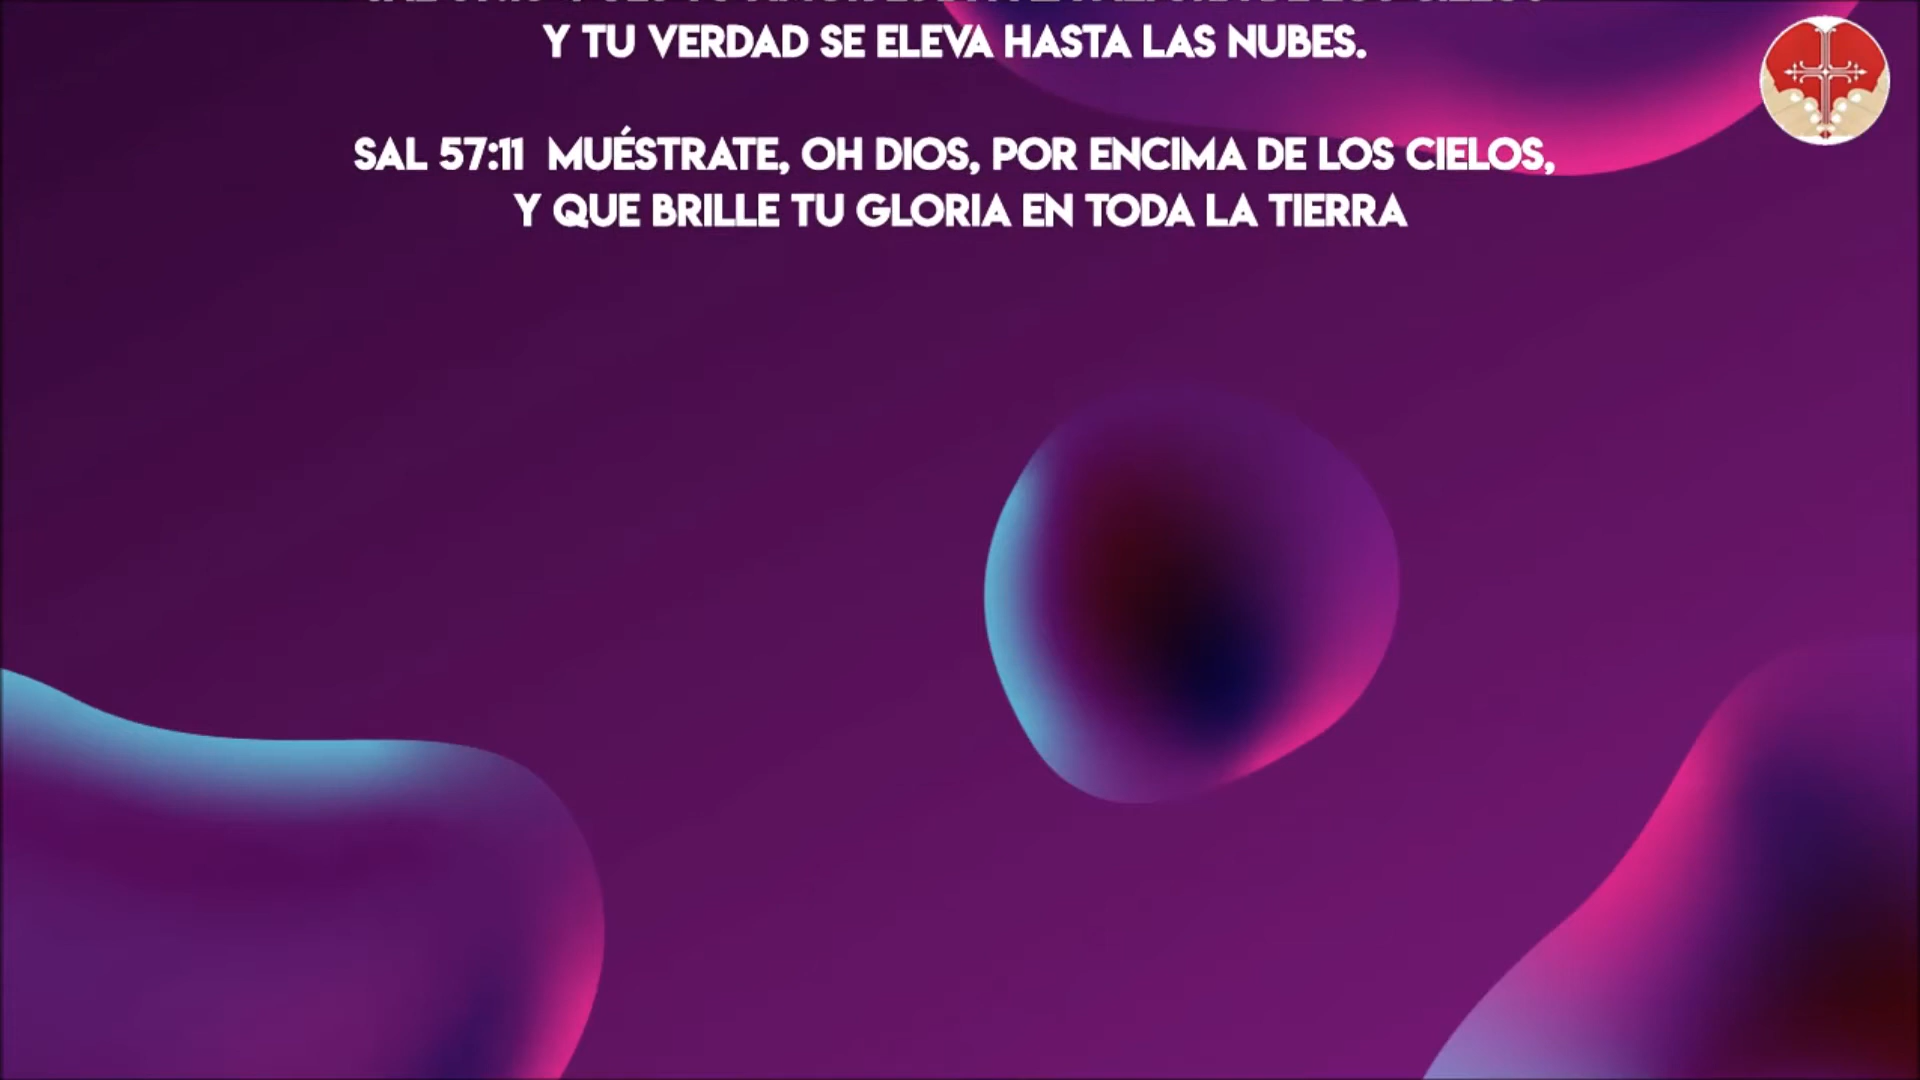 Y TU VERDAD SE ELEVA HASTA LAS NUBES.
SAL 57:11 MUÉSTRATE, OH DIOS, POR ENCIMA DE LOS CIELOS,
Y QUE BRILLE TU GLORIA EN TODA LA TIERRA